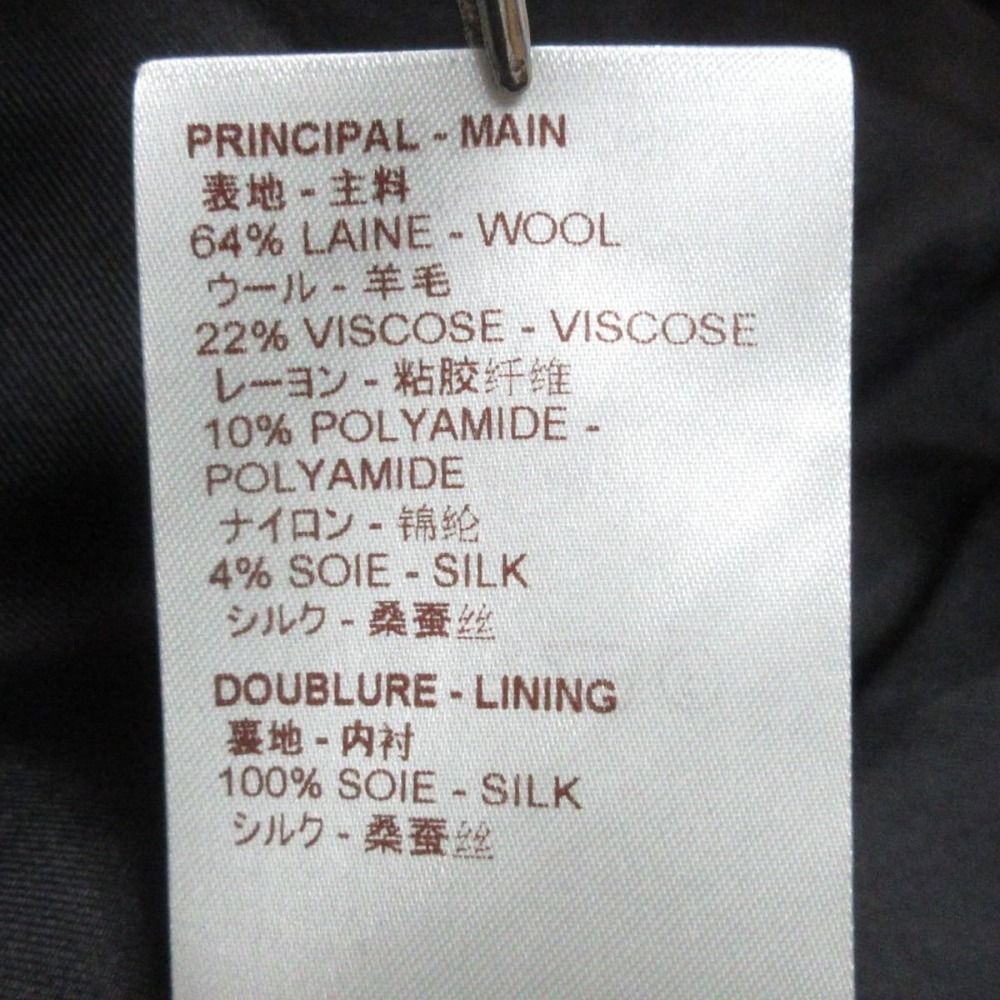 PRINCIPAL - MAIN
表地 - 主料
64% LAINE - WOOL
ウール - 羊毛
22% VISCOSE - VISCOSE
レーヨン - 粘胶纤维
10% POLYAMIDE -
POLYAMIDE
ナイロン - 锦纶
4% SOIE - SILK
シルク - 桑蚕丝
DOUBLURE - LINING
裏地 - 内衬
100% SOIE - SILK
シルク - 桑蚕丝